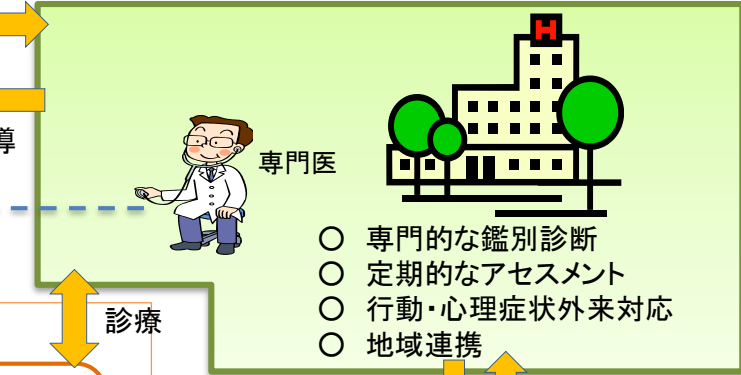 H
導
専門医
○ 専門的な鑑別診断
○ 定期的なアセスメント
○ 行動・心理症状外来対応
○ 地域連携
診療